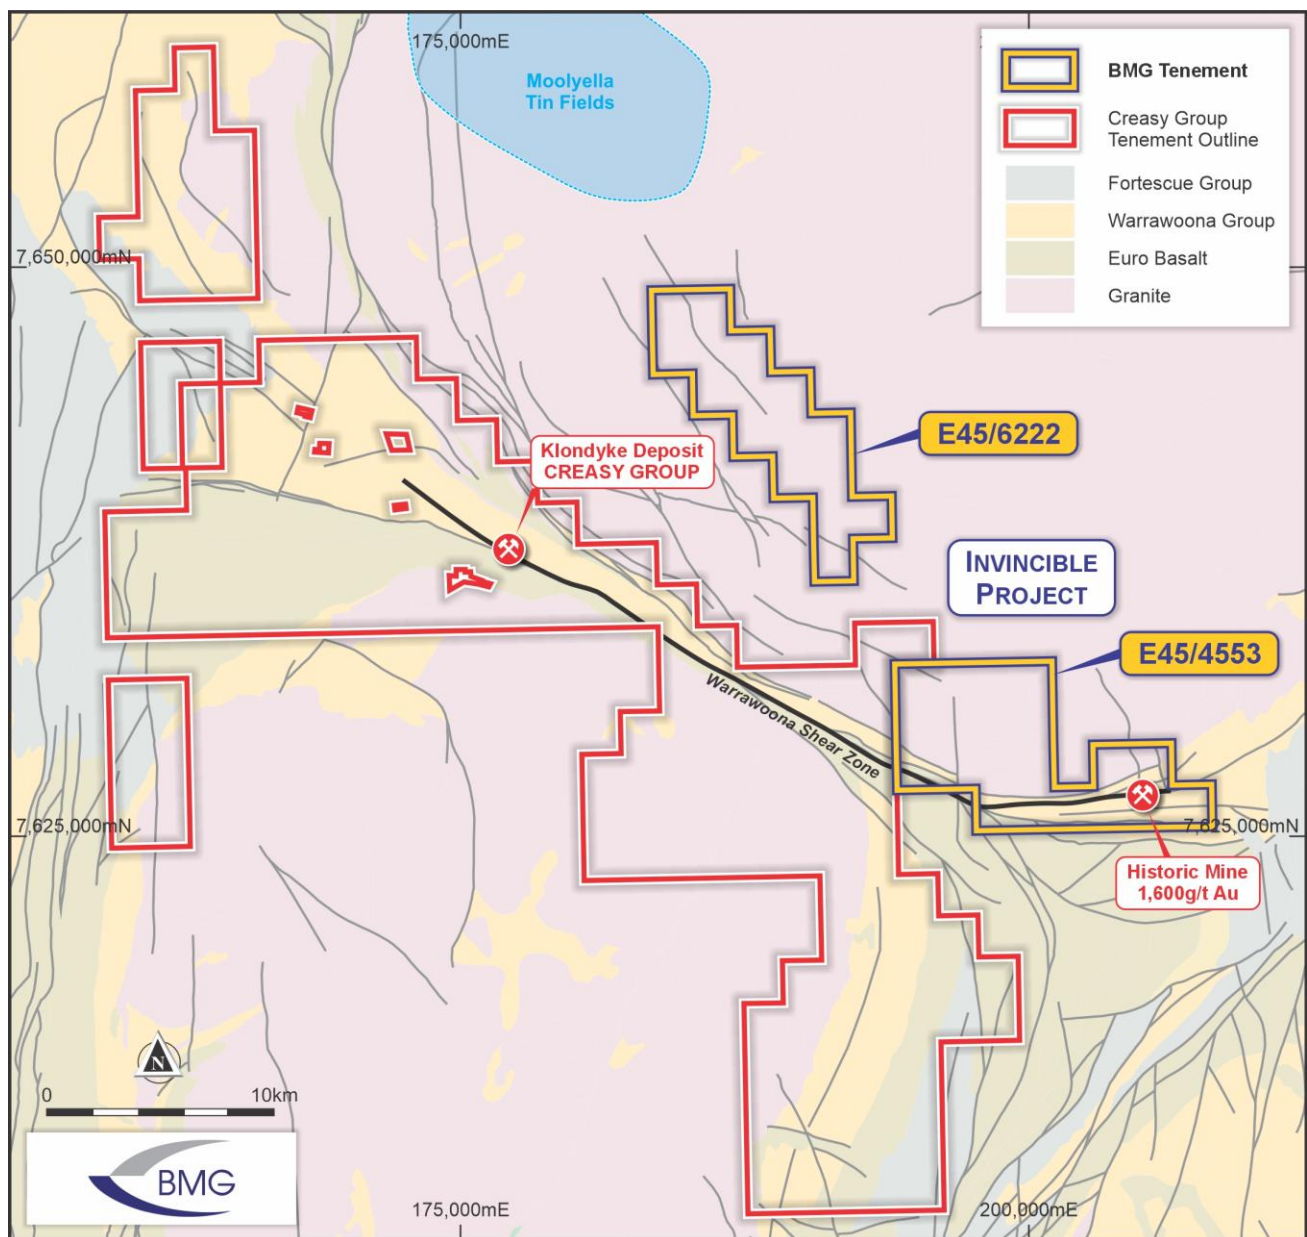 175,000mE
Moolyella
Tin Fields
BMG Tenement
Creasy Group
Tenement Outline
Fortescue Group
Warrawoona Group
Euro Basalt
Granite
7,650,000mN
E45/6222
Klondyke Deposit
CREASY GROUP
INVINCIBLE
PROJECT
E45/4553
Warrawoona Shear Zone
7,625,000mN
7,625,000mN
Historic Mine
1,600g/t Au
N
0
10km
BMG
175,000mE
200,000mE